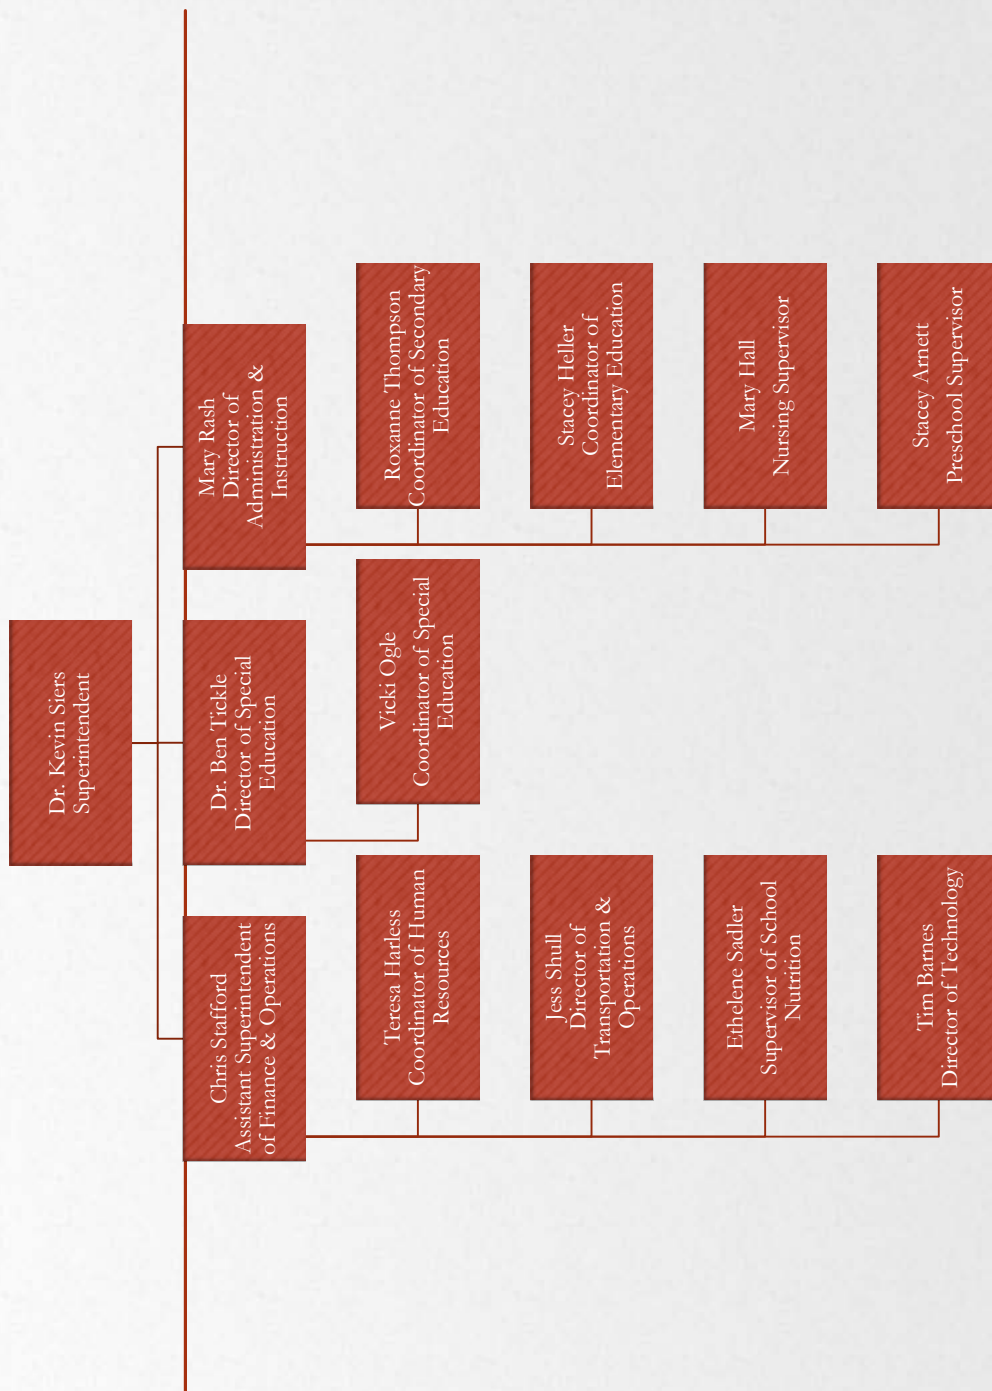 Dr. Kevin Siers
Superintendent
Chris Stafford
Assistant Superintendent
of Finance & Operations
Teresa Harless
Coordinator of Human
Resources
Jess Shull
Director of
Transportation &
Operations
Ethelene Sadler
Supervisor of School
Nutrition
Tim Barnes
Director of Technology
Dr. Ben Tickle
Director of Special
Education
Vicki Ogle
Coordinator of Special
Education
Mary Rash
Director of
Administration &
Instruction
Roxanne Thompson
Coordinator of Secondary
Education
Stacey Heller
Coordinator of
Elementary Education
Mary Hall
Nursing Supervisor
Stacey Arnett
Preschool Supervisor